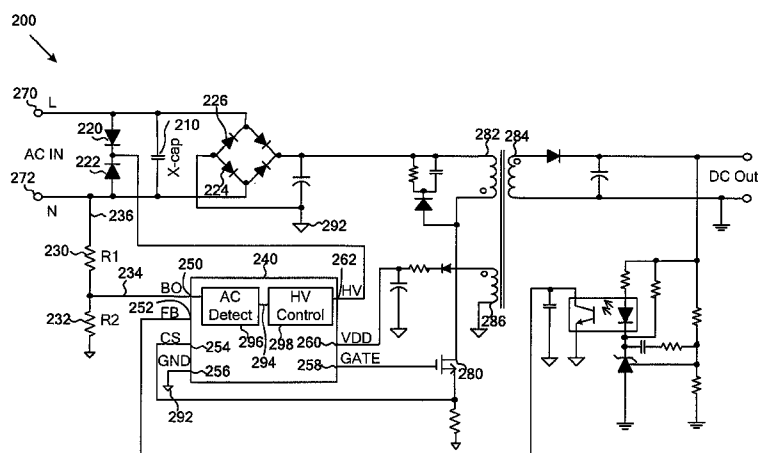 200
270
L
220
AC IN
222
272
N
210
X-cap
226
224
292
236
230
R1
234
232
R2
250
BO
252
FB
CS
254
GND
256
292
240
262
HV
AC
Detect
HV
Control
296
294
298
260
VDD
258
GATE
282
284
286
280
DC Out